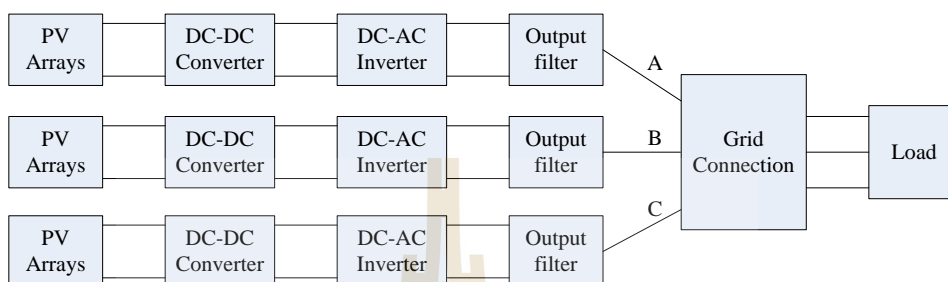 PV
Arrays
DC-DC
Converter
DC-AC
Inverter
Output
filter
A
PV
Arrays
DC-DC
Converter
DC-AC
Inverter
Output
filter
B
Grid
Connection
Load
PV
Arrays
DC-DC
Converter
DC-AC
Inverter
Output
filter
C